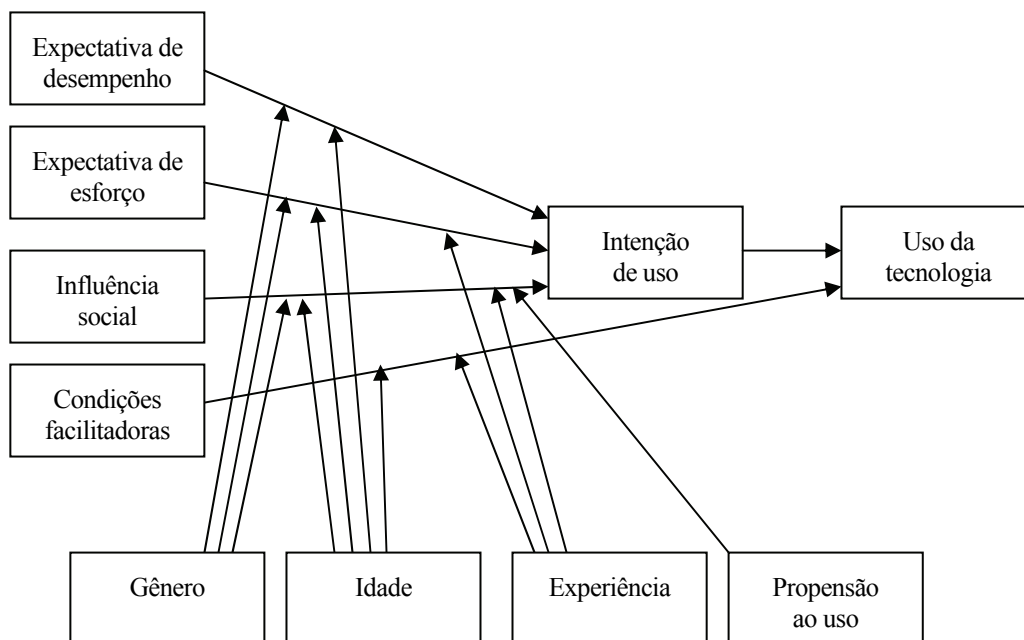 Expectativa de
desempenho
Expectativa de
esforço
Influência
social
Condições
facilitadoras
Intenção
de uso
Uso da
tecnologia
Gênero
Idade
Experiência
Propensão
ao uso